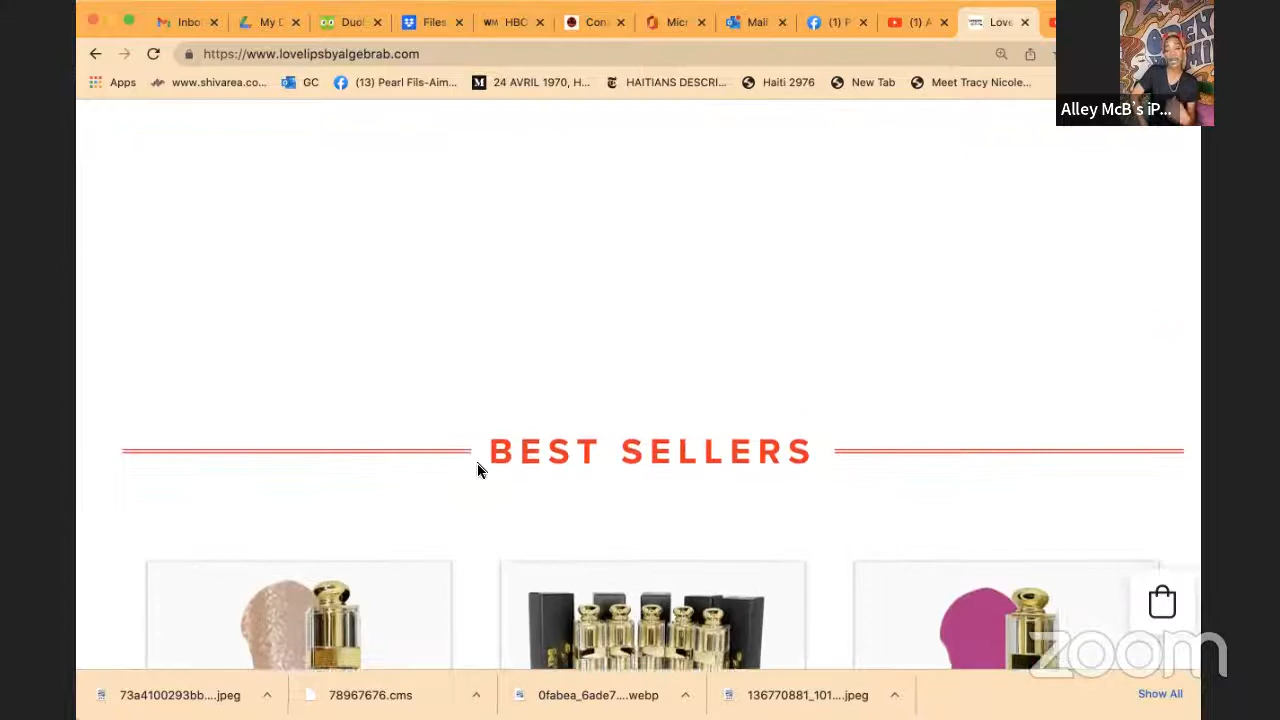 Inbo
My D
Duol
Files
WM HBC
Con
Micr
Mail
(1) P
(1) A
Love
https://www.lovelipsbyalgebrab.com
Apps
www.shivarea.co...
GC
(13) Pearl Fils-Aim...
24 AVRIL 1970, H...
HAITIANS DESCRI...
Haiti 2976
New Tab
Meet Tracy Nicole...
Alley McB's iP...
BEST SELLERS
zoom
73a4100293bb....jpeg
78967676.cms
0fabea_6ade7....webp
136770881_101....jpeg
Show All